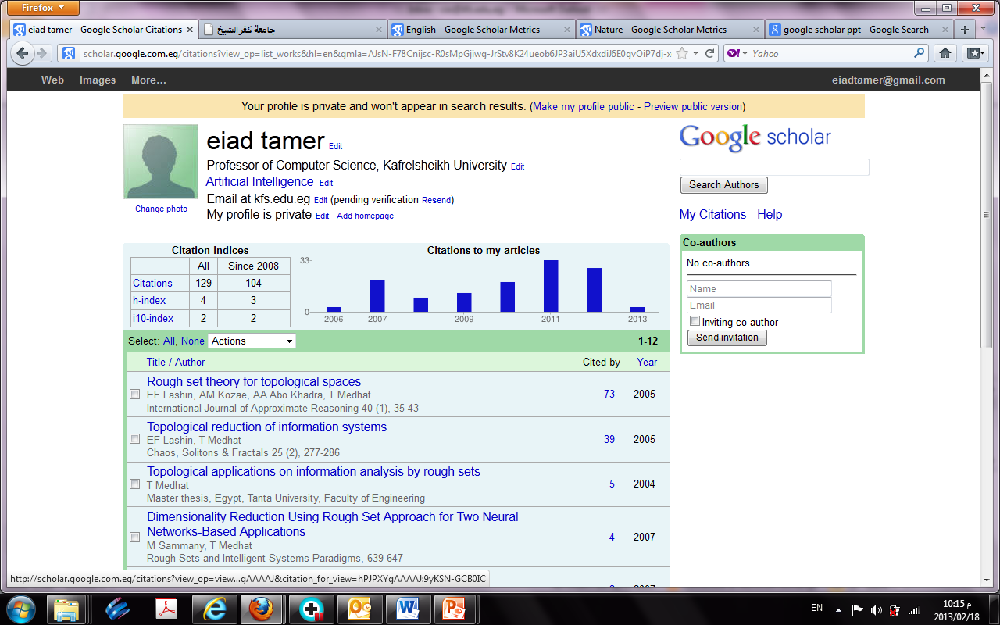 Firefox
eiad tamer - Google Scholar Citations
جامعة كفرالشيخ
English - Google Scholar Metrics
Nature - Google Scholar Metrics
google scholar ppt - Google Search
scholar.google.com.eg/citations?view_op=list_works&hl=en&gmla=AJsN-F78Cnijsc-R0sMpGjiwg-JrStv8K24ueob6JP3aiU5XdxdiJ6E0gvOiP7dj-x
Yahoo
Web Images More...
eiadtamer@gmail.com
Your profile is private and won't appear in search results. (Make my profile public - Preview public version)
eiad tamer Edit
Professor of Computer Science, Kafrelsheikh University Edit
Artificial Intelligence Edit
Email at kfs.edu.eg Edit (pending verification Resend)
My profile is private Edit Add homepage
Change photo
Google scholar
Search Authors
My Citations - Help
Co-authors
No co-authors
Name
Email
Inviting co-author
Send invitation
Citation indices
All Since 2008
Citations 129 104
h-index 4 3
i10-index 2 2
Citations to my articles
33
0
2006 2007 2009 2011 2013
Select: All, None Actions 1-12
Title / Author Cited by Year
Rough set theory for topological spaces
EF Lashin, AM Kozae, AA Abo Khadra, T Medhat
International Journal of Approximate Reasoning 40 (1), 35-43
73 2005
Topological reduction of information systems
EF Lashin, T Medhat
Chaos, Solitons & Fractals 25 (2), 277-286
39 2005
Topological applications on information analysis by rough sets
T Medhat
Master thesis, Egypt, Tanta University, Faculty of Engineering
5 2004
Dimensionality Reduction Using Rough Set Approach for Two Neural
Networks-Based Applications
M Sammany, T Medhat
Rough Sets and Intelligent Systems Paradigms, 639-647
4 2007
http://scholar.google.com.eg/citations?view_op=view...gAAAAJ&citation_for_view=hPJPXYgAAAAJ:9yKSN-GCB0IC
EN
10:15 م
2013/02/18